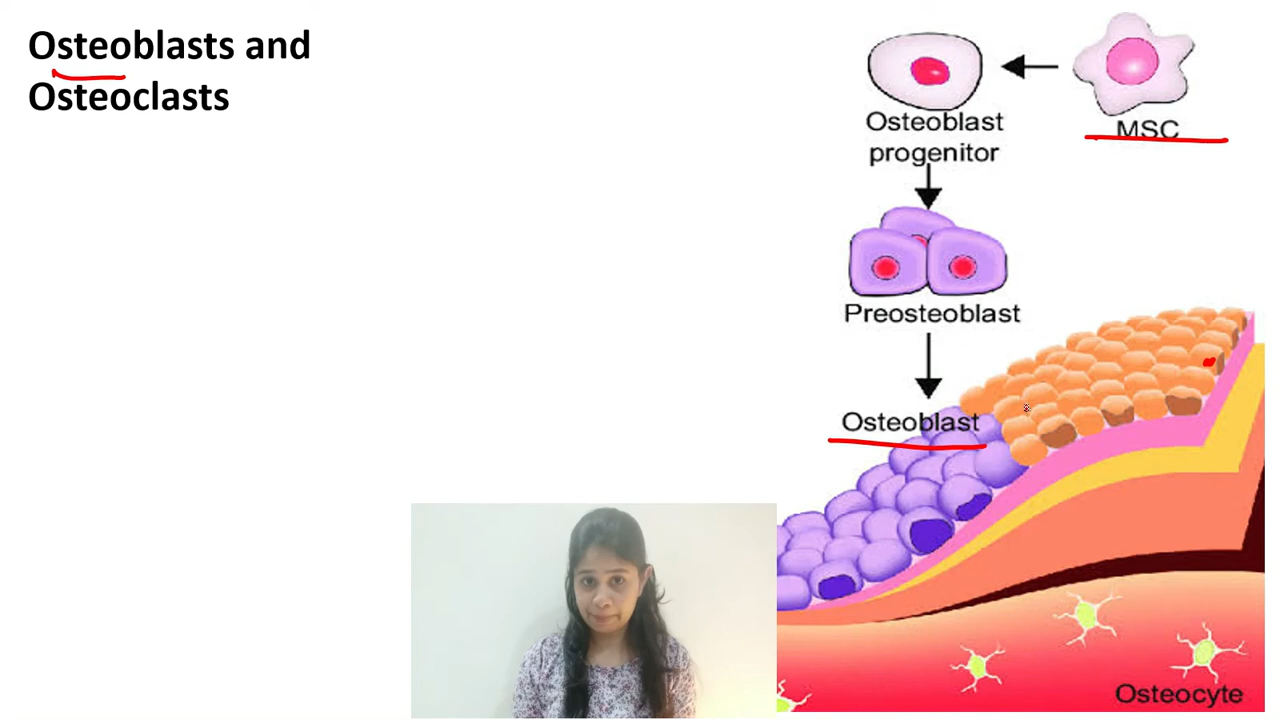 Osteoblasts and
Osteoclasts
MSC
Osteoblast
progenitor
Preosteoblast
Osteoblast
Osteocyte